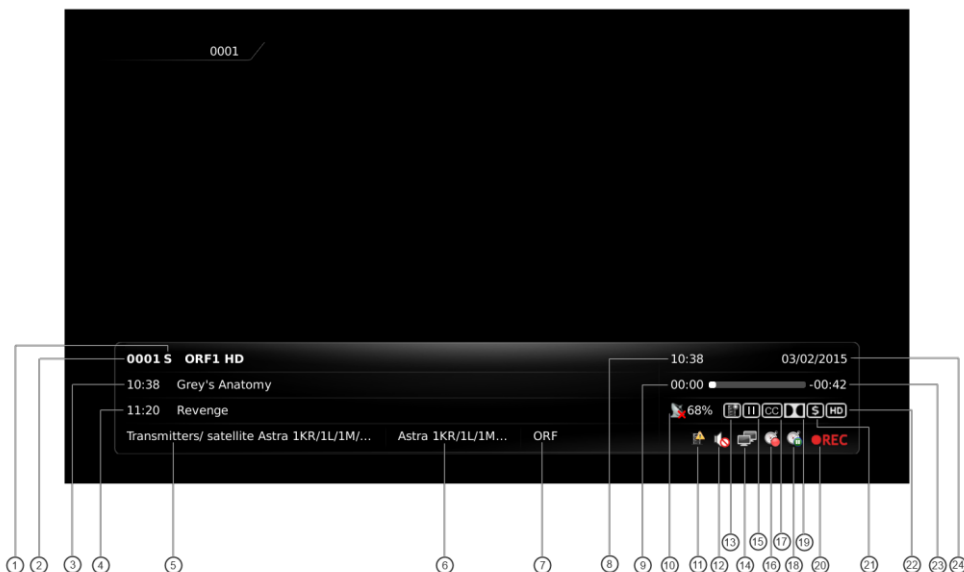 0001
0001 S ORF1 HD 10:38 03/02/2015
10:38 Grey's Anatomy 00:00 -00:42
11:20 Revenge 68% CC S HD
Transmitters/ satellite Astra 1KR/1L/1M/... Astra 1KR/1L/1M... ORF REC
13 15 17 19
1 2 3 4 5 6 7 8 9 10 11 12 14 16 18 20 21 22 23 24